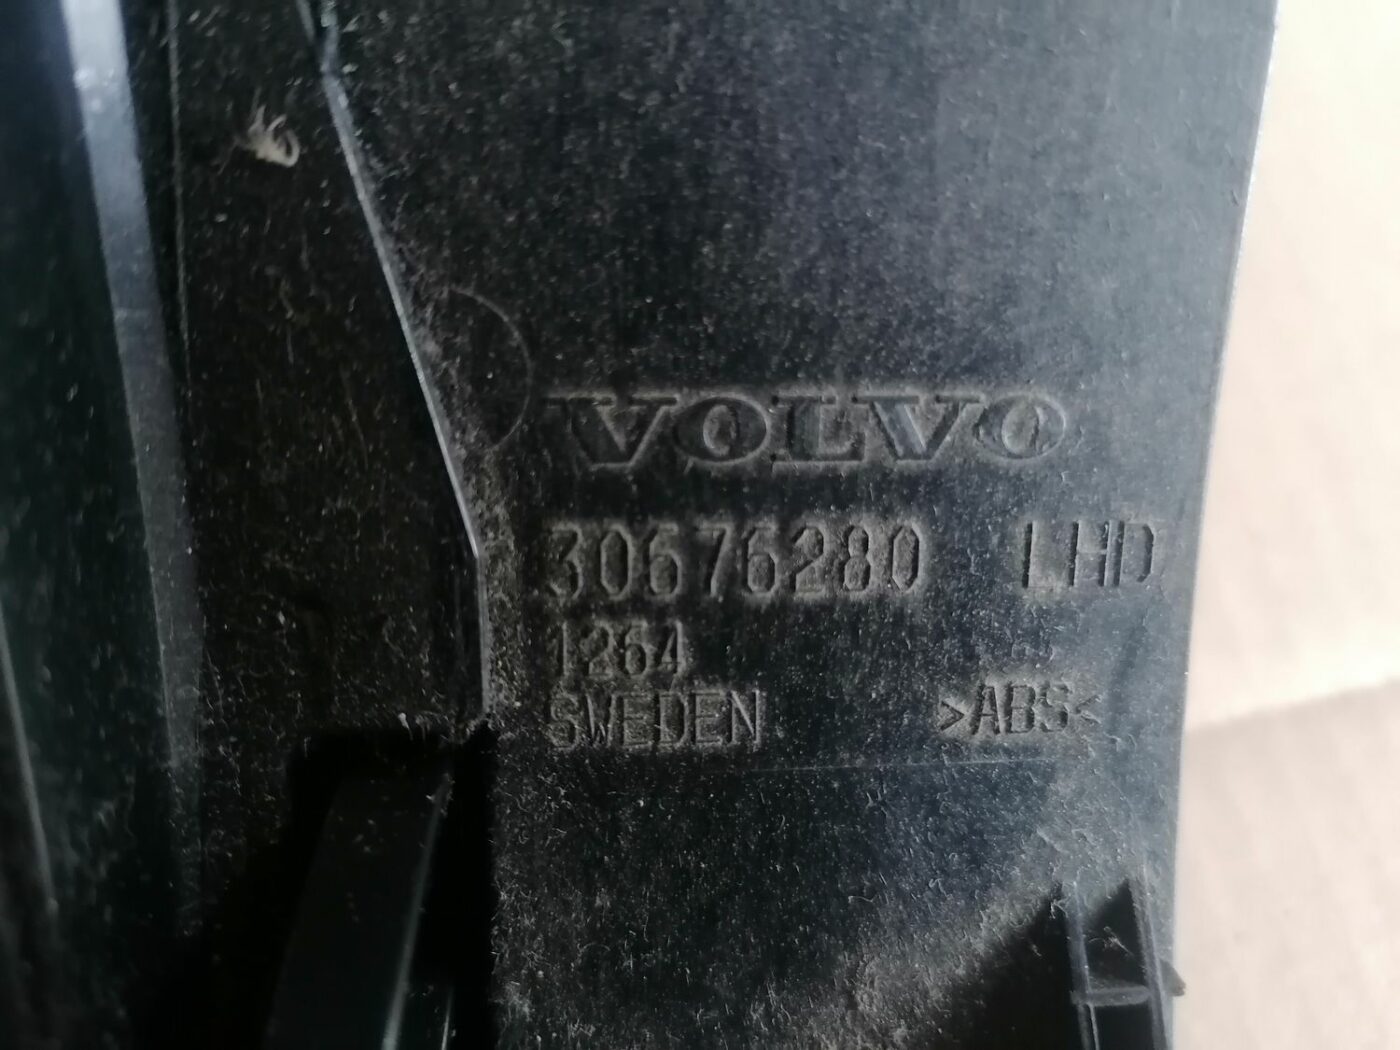 VOLVO
30676280 LHD
1264
SWEDEN >ABS<